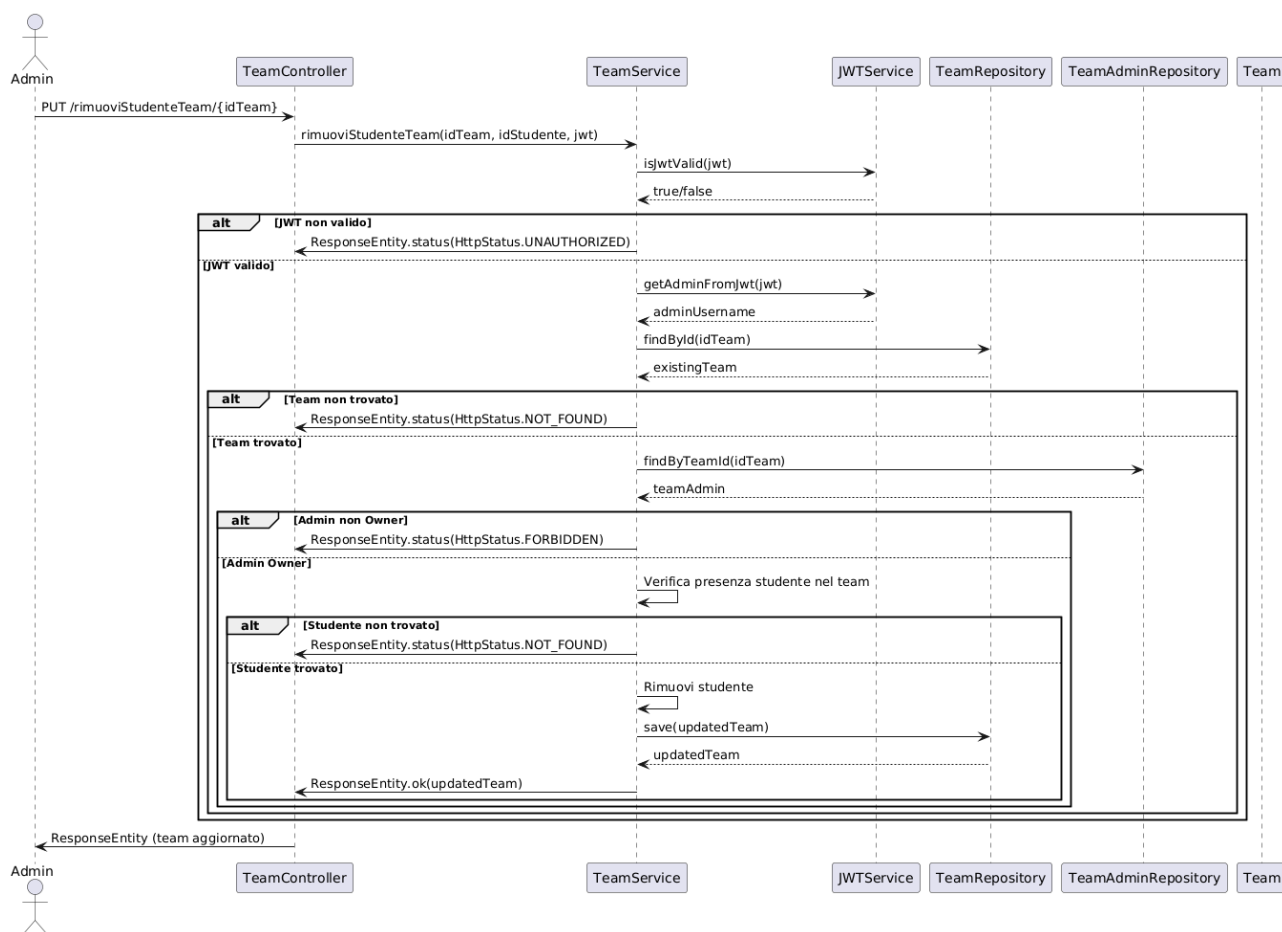 Admin
TeamController
TeamService
JWTService
TeamRepository
TeamAdminRepository
Team
PUT /rimuoviStudenteTeam/{idTeam}
rimuoviStudenteTeam(idTeam, idStudente, jwt)
isJwtValid(jwt)
true/false
alt
[JWT non valido]
ResponseEntity.status(HttpStatus.UNAUTHORIZED)
[JWT valido]
getAdminFromJwt(jwt)
adminUsername
findById(idTeam)
existingTeam
alt
[Team non trovato]
ResponseEntity.status(HttpStatus.NOT_FOUND)
[Team trovato]
findByTeamId(idTeam)
teamAdmin
alt
[Admin non Owner]
ResponseEntity.status(HttpStatus.FORBIDDEN)
[Admin Owner]
Verifica presenza studente nel team
alt
[Studente non trovato]
ResponseEntity.status(HttpStatus.NOT_FOUND)
[Studente trovato]
Rimuovi studente
save(updatedTeam)
updatedTeam
ResponseEntity.ok(updatedTeam)
ResponseEntity (team aggiornato)
Admin
TeamController
TeamService
JWTService
TeamRepository
TeamAdminRepository
Team